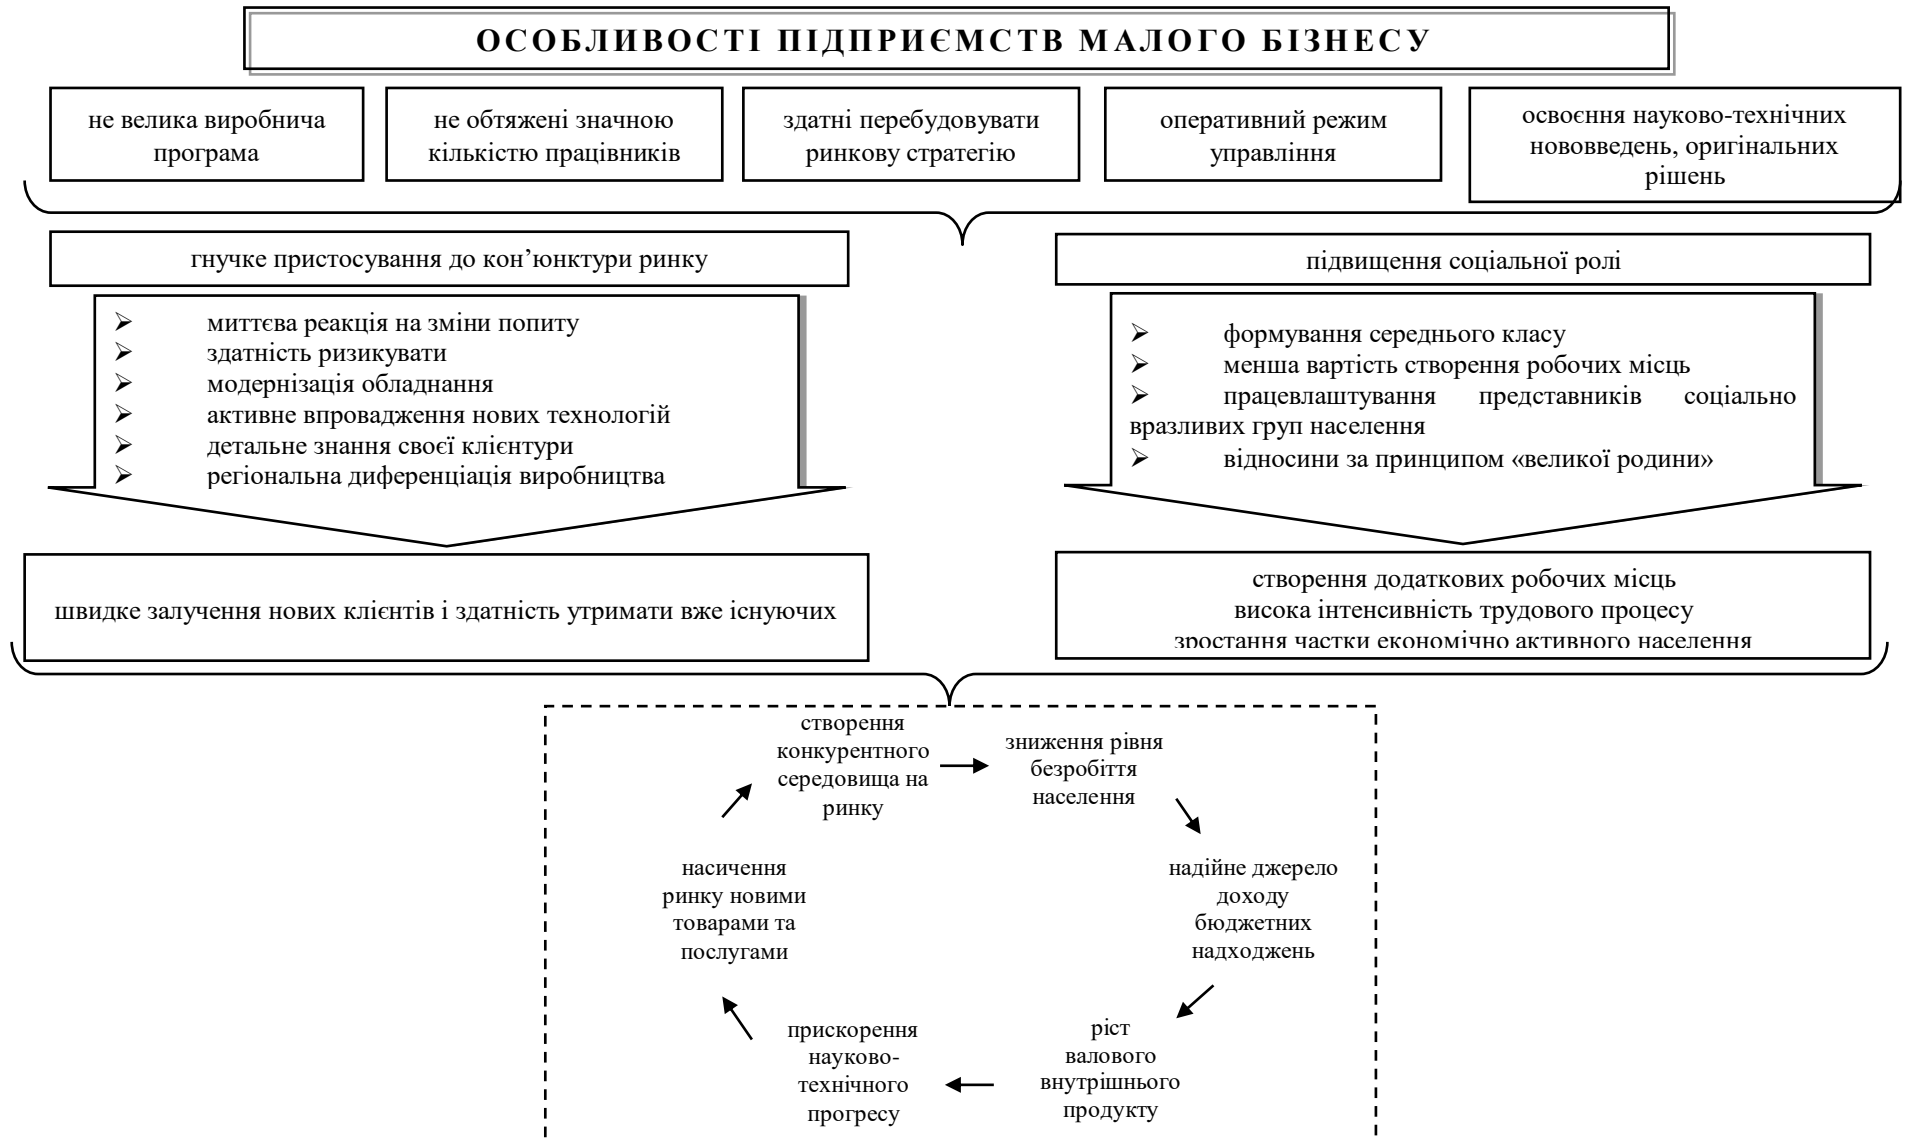 ОСОБЛИВОСТІ ПІДПРИЄМСТВ МАЛОГО БІЗНЕСУ
не велика виробнича
програма
не обтяжені значною
кількістю працівників
здатні перебудовувати
ринкову стратегію
оперативний режим
управління
освоєння науково-технічних
нововведень, оригінальних
рішень
гнучке пристосування до кон’юнктури ринку
➢ миттєва реакція на зміни попиту
➢ здатність ризикувати
➢ модернізація обладнання
➢ активне впровадження нових технологій
➢ детальне знання своєї клієнтури
➢ регіональна диференціація виробництва
швидке залучення нових клієнтів і здатність утримати вже існуючих
підвищення соціальної ролі
➢ формування середнього класу
➢ менша вартість створення робочих місць
➢ працевлаштування представників соціально
вразливих груп населення
➢ відносини за принципом «великої родини»
створення додаткових робочих місць
висока інтенсивність трудового процесу
зростання частки економічно активного населення
створення
конкурентного
середовища на
ринку
зниження рівня
безробіття
населення
надійне джерело
доходу
бюджетних
надходжень
ріст
валового
внутрішнього
продукту
прискорення
науково-
технічного
прогресу
насичення
ринку новими
товарами та
послугами